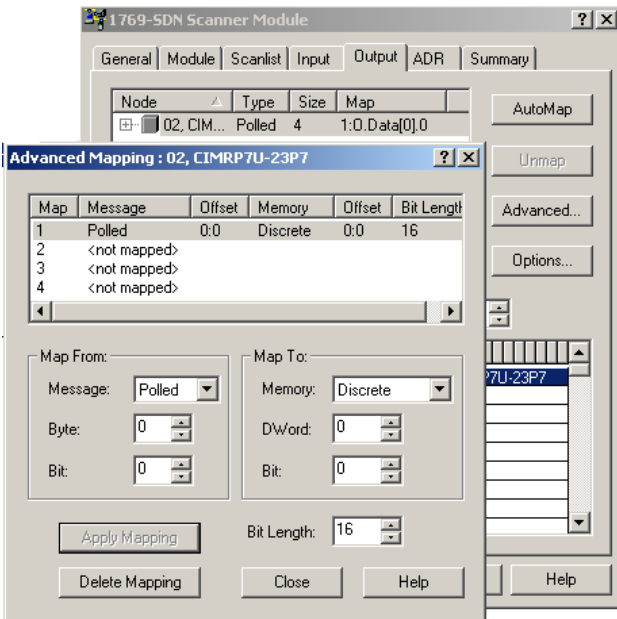 1769-SDN Scanner Module
General Module Scanlist Input Output ADR Summary
Node Type Size Map
02, CIM... Polled 4 1:O.Data[0].0
AutoMap
Unmap
Advanced...
Options...
P7U-23P7
Help
Advanced Mapping : 02, CIMRP7U-23P7
Map Message Offset Memory Offset Bit Length
1 Polled 0:0 Discrete 0:0 16
2 <not mapped>
3 <not mapped>
4 <not mapped>
Map From: Map To:
Message: Polled Memory: Discrete
Byte: 0 DWord: 0
Bit: 0 Bit: 0
Apply Mapping Bit Length: 16
Delete Mapping Close Help